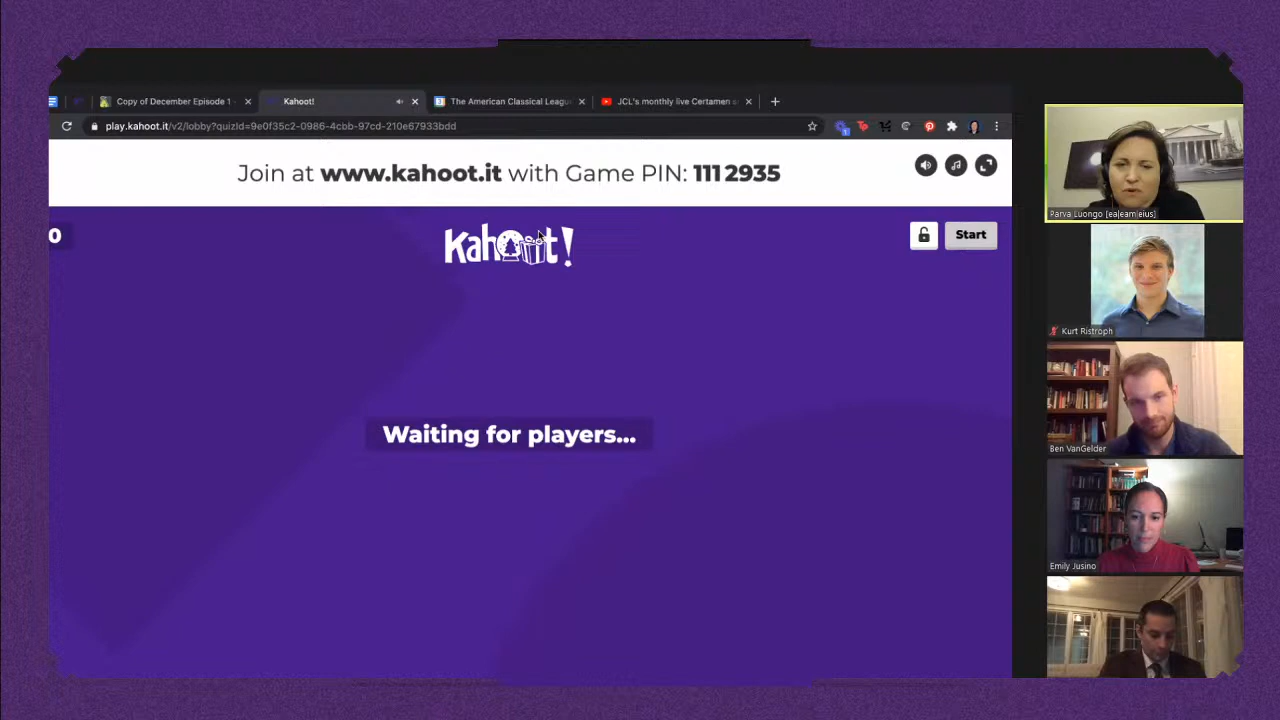 Copy of December Episode 1
Kahoot!
The American Classical Leagu
JCL's monthly live Certamen
play.kahoot.it/v2/lobby?quizId=9e0f35c2-0986-4cbb-97cd-210e67933bdd
Join at www.kahoot.it with Game PIN: 111 2935
0
Kahoot!
Start
Waiting for players...
Parva Luongo [ea|eam|eius]
Kurt Ristroph
Ben VanGelder
Emily Jusino